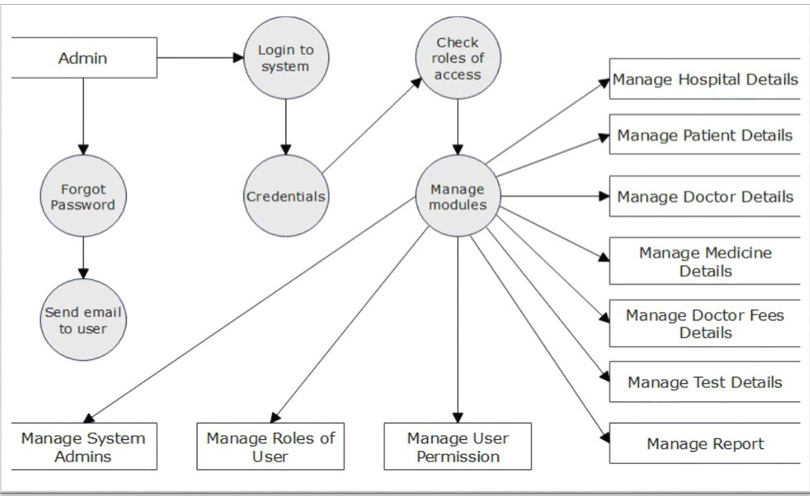 Admin
Login to
system
Check
roles of
access
Manage Hospital Details
Manage Patient Details
Forgot
Password
Credentials
Manage
modules
Manage Doctor Details
Manage Medicine
Details
Send email
to user
Manage Doctor Fees
Details
Manage Test Details
Manage System
Admins
Manage Roles of
User
Manage User
Permission
Manage Report